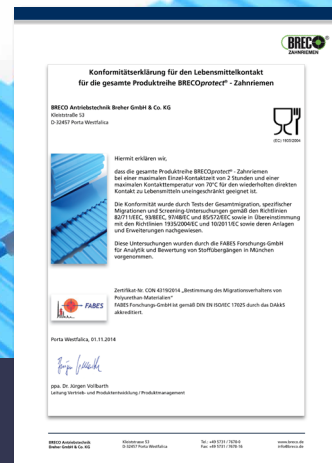 BRECO®
ZAHNRIEMEN
Konformitätserklärung für den Lebensmittelkontakt
für die gesamte Produktreihe BRECOprotect® - Zahnriemen
BRECO Antriebstechnik Breher GmbH & Co. KG
Kleiststraße 53
D-32457 Porta Westfalica
(EC) 1935/2004
Hiermit erklären wir,
dass die gesamte Produktreihe BRECOprotect® - Zahnriemen
bei einer maximalen Einzel-Kontaktzeit von 2 Stunden und einer
maximalen Kontakttemperatur von 70°C für den wiederholten direkten
Kontakt zu Lebensmitteln uneingeschränkt geeignet ist.
Die Konformität wurde durch Tests der Gesamtmigration, spezifischer
Migrationen und Screening-Untersuchungen gemäß den Richtlinien
82/711/EEC, 93/8EEC, 97/48/EC und 85/572/EEC sowie in Übereinstimmung
mit den Richtlinien 1935/2004/EC und 10/2011/EC sowie deren Anlagen
und Erweiterungen nachgewiesen.
Diese Untersuchungen wurden durch die FABES Forschungs-GmbH
für Analytik und Bewertung von Stoffübergängen in München
vorgenommen.
FABES
Zertifikat-Nr. CON 4319/2014 „Bestimmung des Migrationsverhaltens von
Polyurethan-Materialien"
FABES Forschungs-GmbH ist gemäß DIN EN ISO/IEC 17025 durch das DAkkS
akkreditiert.
Porta Westfalica, 01.11.2014
ppa. Dr. Jürgen Vollbarth
Leitung Vertrieb- und Produktentwicklung / Produktmanagement
BRECO Antriebstechnik Kleiststrasse 53 Tel.: +49 5731 / 7678-0 www.breco.de
Breher GmbH & Co. KG D-32457 Porta Westfalica Fax: +49 5731 / 7678-16 info@breco.de